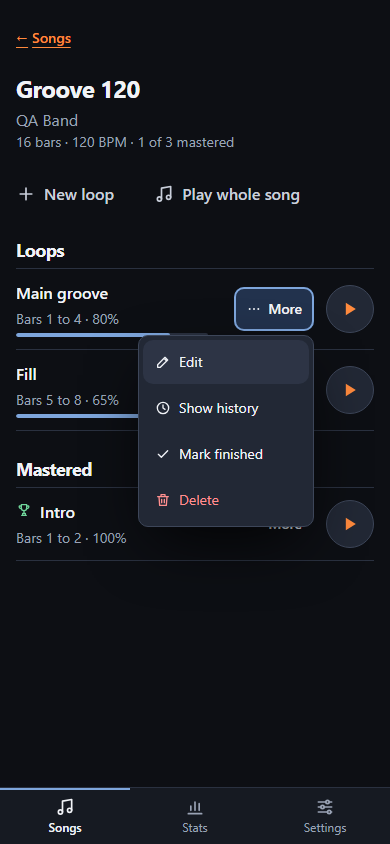 ← Songs
Groove 120
QA Band
16 bars · 120 BPM · 1 of 3 mastered
New loop
Play whole song
Loops
Main groove
Bars 1 to 4 · 80%
··· More
Edit
Show history
Mark finished
Delete
Fill
Bars 5 to 8 · 65%
Mastered
Intro
Bars 1 to 2 · 100%
More
Songs
Stats
Settings